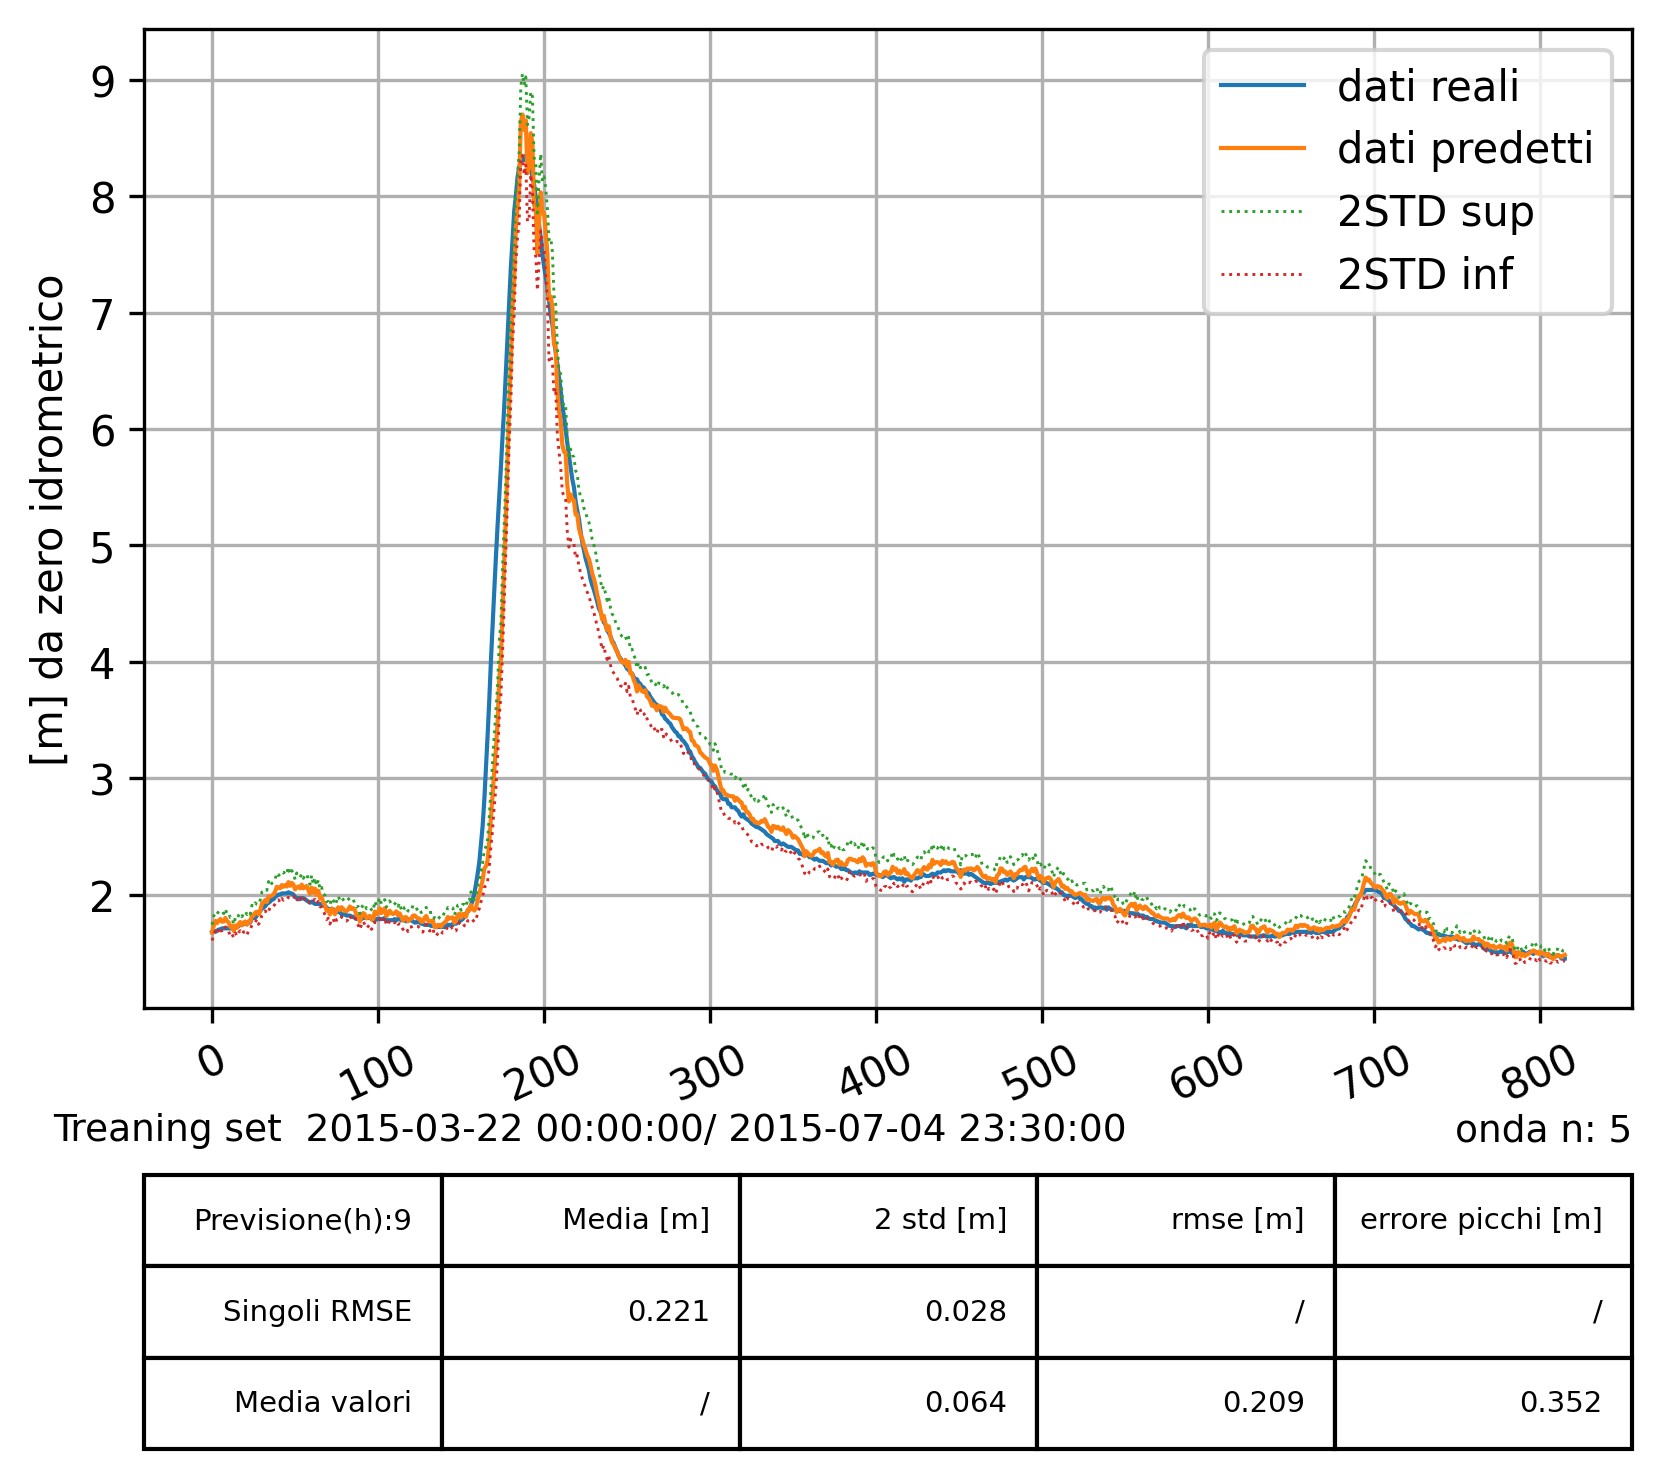 9
8
7
6
5
4
3
2
[m] da zero idrometrico
dati reali
dati predetti
2STD sup
2STD inf
0 100 200 300 400 500 600 700 800
Treaning set  2015-03-22 00:00:00/ 2015-07-04 23:30:00 onda n: 5
Previsione(h):9 Media [m] 2 std [m] rmse [m] errore picchi [m]
Singoli RMSE 0.221 0.028 / /
Media valori / 0.064 0.209 0.352